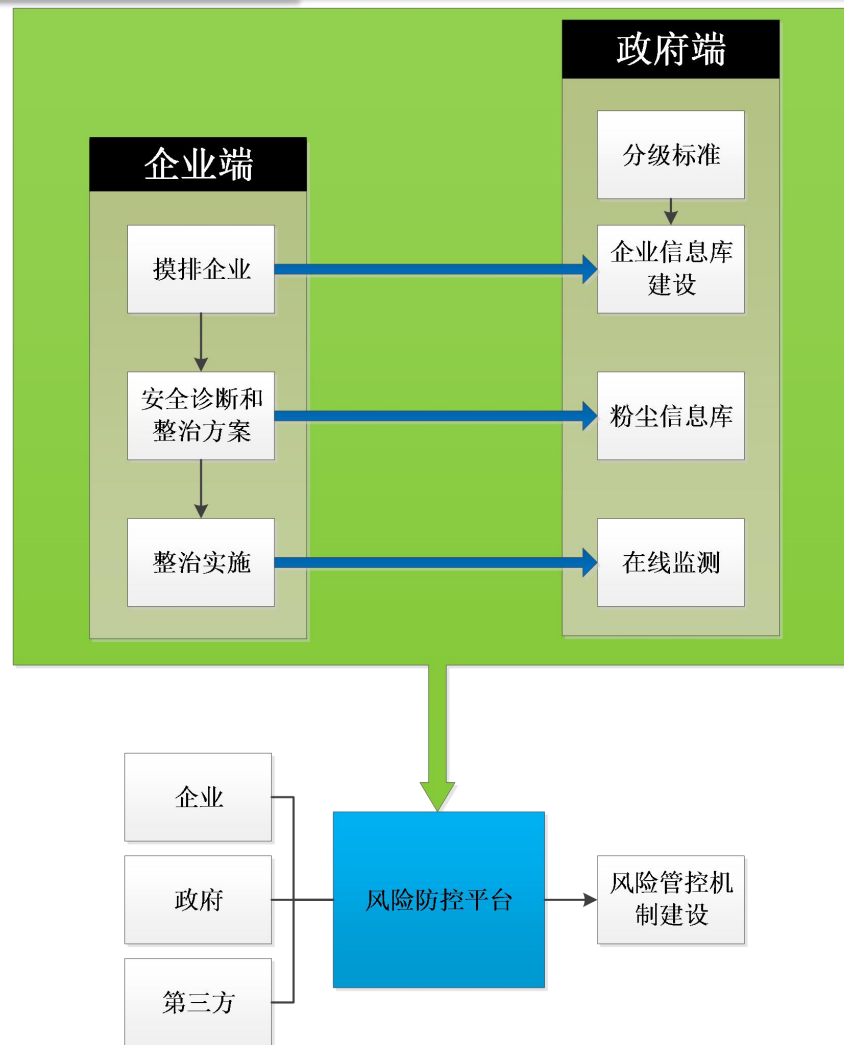 政府端
分级标准
企业端
摸排企业
企业信息库
建设
安全诊断和
整治方案
粉尘信息库
整治实施
在线监测
企业
政府
第三方
风险防控平台
风险管控机
制建设